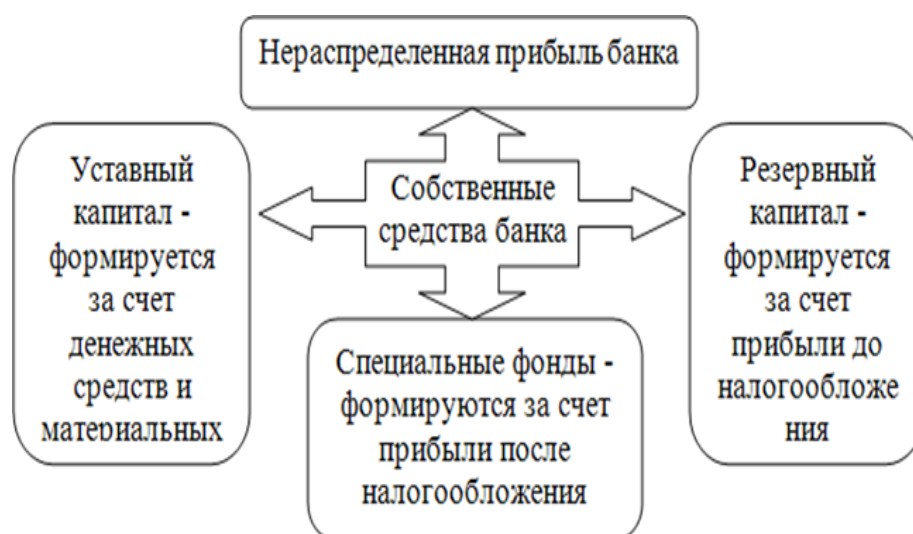 Нераспределенная прибыль банка
Уставный
капитал -
формируется
за счет
денежных
средств и
материальных
Собственные
средства банка
Резервный
капитал -
формируется
за счет
прибыли до
налогообложе
ния
Специальные фонды -
формируются за счет
прибыли после
налогообложения